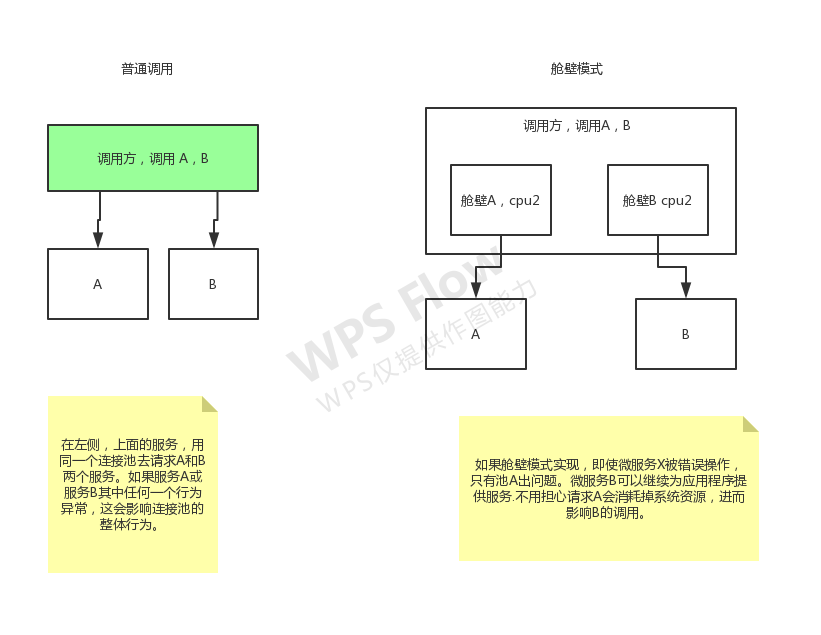 普通调用
舱壁模式
调用方，调用 A，B
调用方，调用A，B
舱壁A，cpu2
舱壁B cpu2
A
B
A
B
WPS Flow
WPS仅提供作图能力
在左侧，上面的服务，用
同一个连接池去请求A和B
两个服务。如果服务A或
服务B其中任何一个行为
异常，这会影响连接池的
整体行为。
如果舱壁模式实现，即使微服务X被错误操作，
只有池A出问题。微服务B可以继续为应用程序提
供服务.不用担心请求A会消耗掉系统资源，进而
影响B的调用。